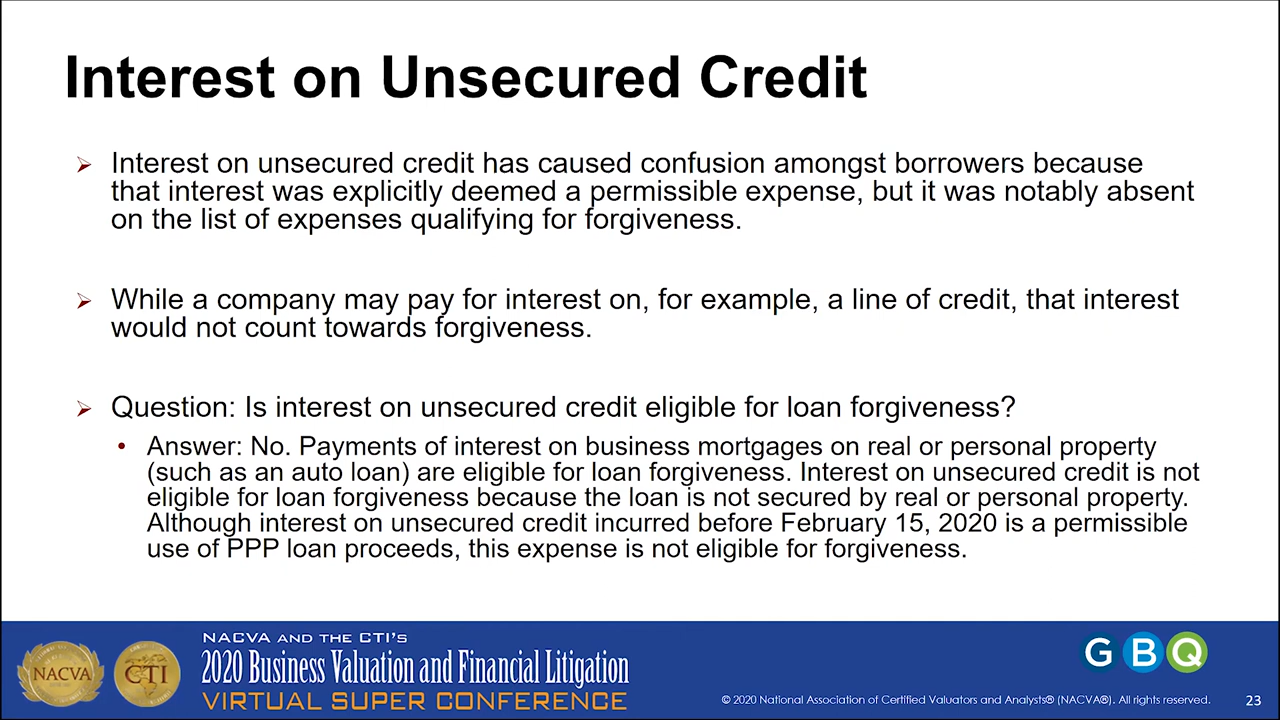 Interest on Unsecured Credit
➢ Interest on unsecured credit has caused confusion amongst borrowers because
that interest was explicitly deemed a permissible expense, but it was notably absent
on the list of expenses qualifying for forgiveness.
➢ While a company may pay for interest on, for example, a line of credit, that interest
would not count towards forgiveness.
➢ Question: Is interest on unsecured credit eligible for loan forgiveness?
• Answer: No. Payments of interest on business mortgages on real or personal property
(such as an auto loan) are eligible for loan forgiveness. Interest on unsecured credit is not
eligible for loan forgiveness because the loan is not secured by real or personal property.
Although interest on unsecured credit incurred before February 15, 2020 is a permissible
use of PPP loan proceeds, this expense is not eligible for forgiveness.
NACVA
CTI
NACVA AND THE CTI'S
2020 Business Valuation and Financial Litigation
VIRTUAL SUPER CONFERENCE
GBQ
© 2020 National Association of Certified Valuators and Analysts® (NACVA®). All rights reserved.
23